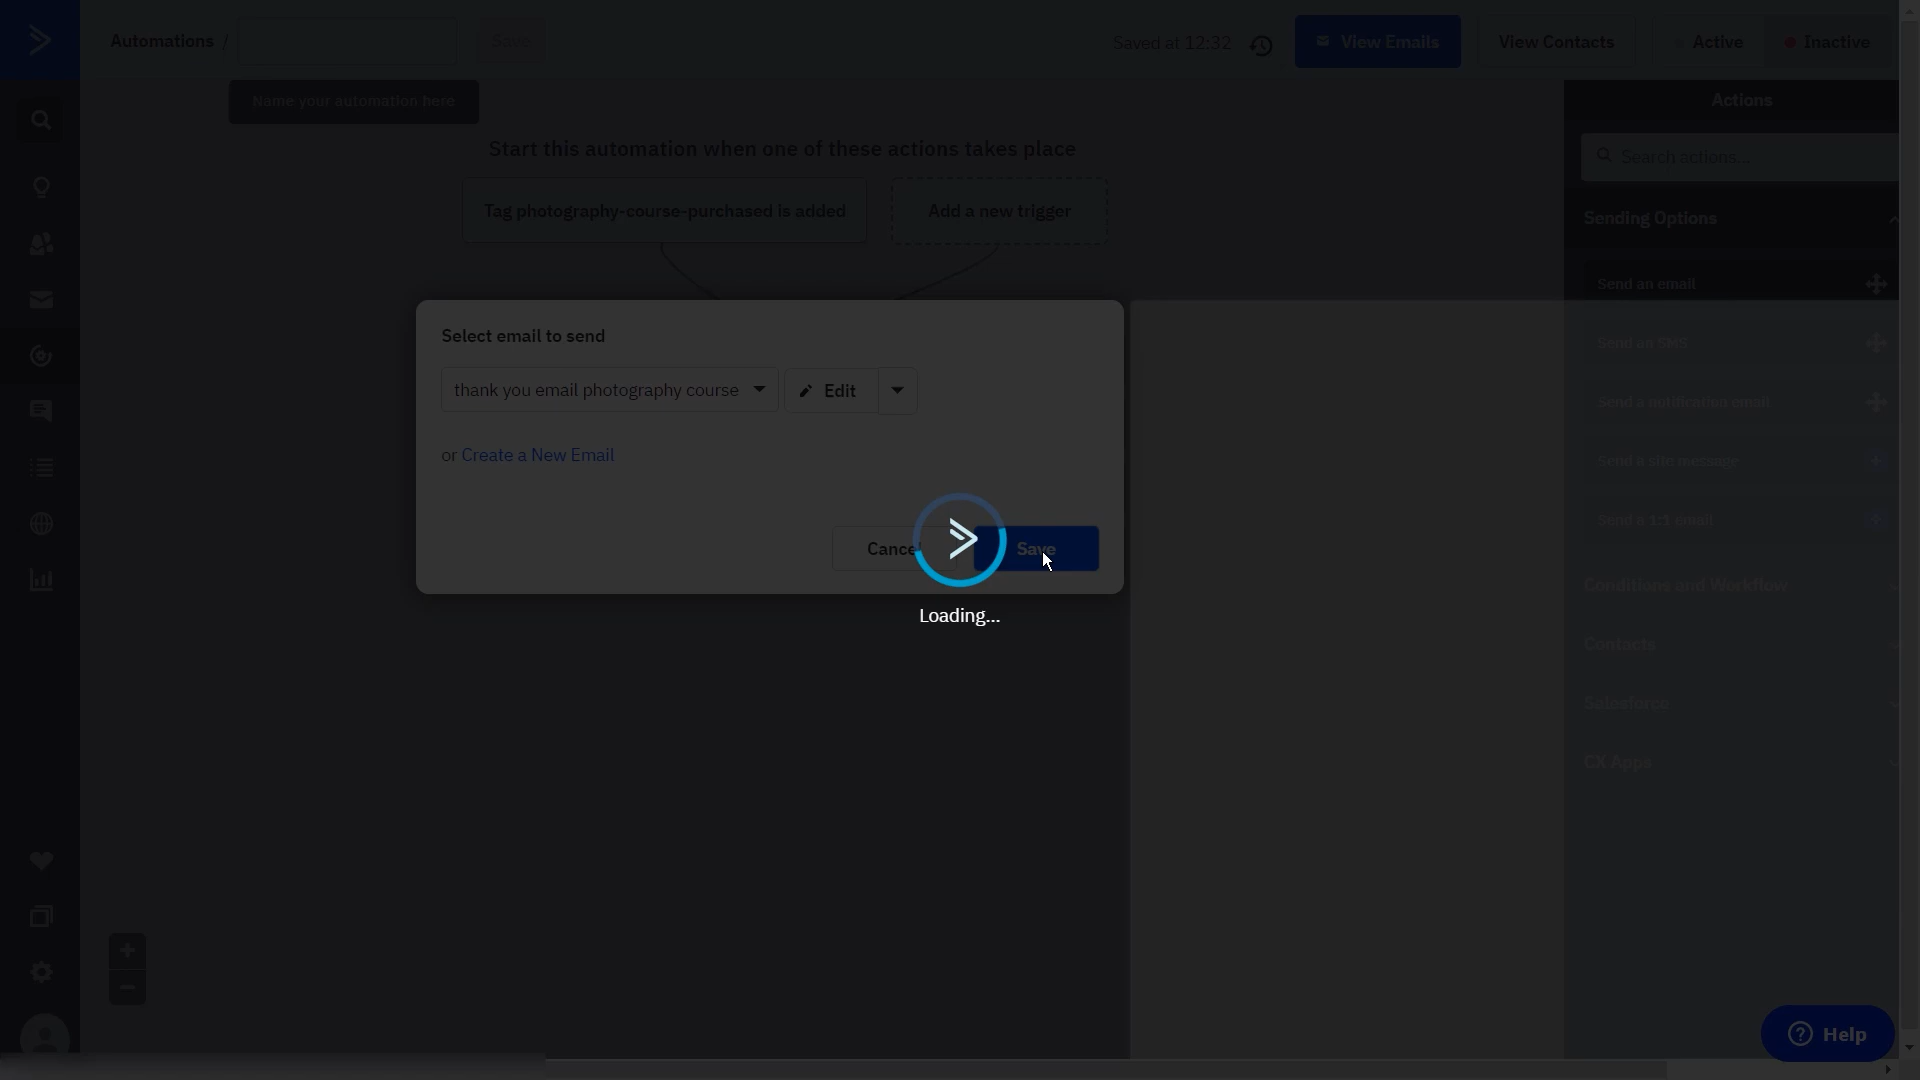 Automations /
Save
Saved at 12:32
View Emails
View Contacts
Active
Inactive
Name your automation here
Actions
Start this automation when one of these actions takes place
Search actions...
Tag photography-course-purchased is added
Add a new trigger
Sending Options
Send an email
Select email to send
Send an SMS
thank you email photography course
Edit
Send a notification email
or Create a New Email
Send a site message
Send a 1:1 email
Cancel
Save
Conditions and Workflow
Loading...
Contacts
Salesforce
CX Apps
Help